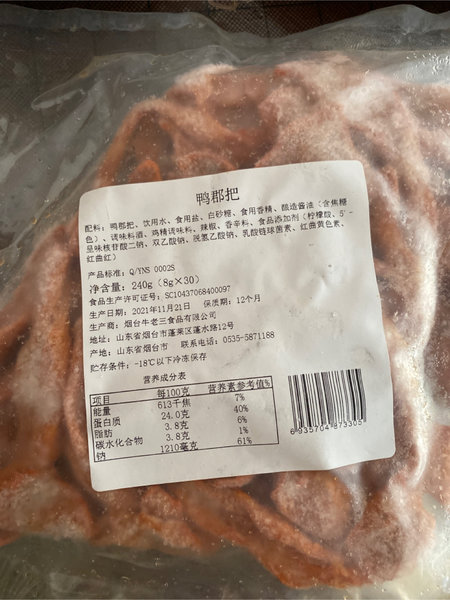 鸭郡把
配料：鸭郡把、饮用水、食用盐、白砂糖、食用香精、酿造酱油（含焦糖
色）、调味料酒、鸡精调味料、辣椒、香辛料、食品添加剂（柠檬酸、5'-
呈味核苷酸二钠、双乙酸钠、脱氢乙酸钠、乳酸链球菌素、红曲黄色素、
红曲红）
产品标准：Q/YNS 0002S
净含量：240g（8g×30）
食品生产许可证号：SC10437068400097
生产日期：2021年11月21日 保质期：12个月
生产商：烟台牛老三食品有限公司
地址：山东省烟台市蓬莱区蓬水路12号
产地：山东省烟台市 联系电话：0535-5871188
贮存条件：-18℃以下冷冻保存
营养成分表
项目 每100克 营养素参考值%
能量 613千焦 7%
蛋白质 24.0克 40%
脂肪 3.8克 6%
碳水化合物 3.8克 1%
钠 1210毫克 61%
6 935704 873305